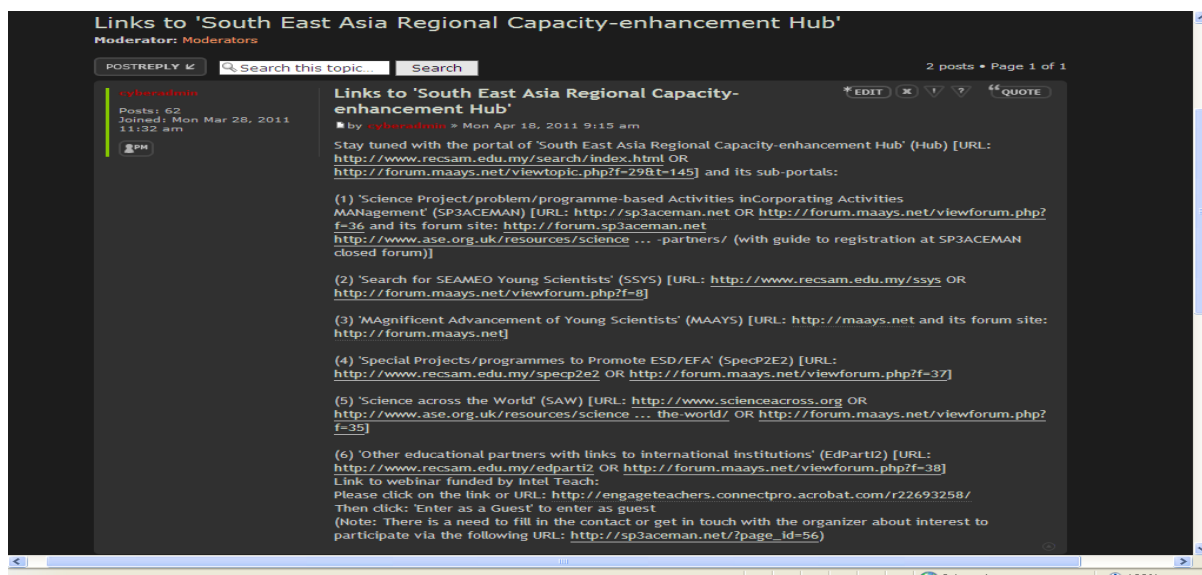 Links to 'South East Asia Regional Capacity-enhancement Hub'
Moderator: Moderators
POSTREPLY Search this topic... Search 2 posts • Page 1 of 1
cyberadmin
Posts: 62
Joined: Mon Mar 28, 2011
11:32 am
PM
Links to 'South East Asia Regional Capacity-
enhancement Hub'
*EDIT X ! ? “QUOTE
by cyberadmin » Mon Apr 18, 2011 9:15 am
Stay tuned with the portal of 'South East Asia Regional Capacity-enhancement Hub' (Hub) [URL:
http://www.recsam.edu.my/search/index.html OR
http://forum.maays.net/viewtopic.php?f=29&t=145] and its sub-portals:
(1) 'Science Project/problem/programme-based Activities inCorporating Activities
MANagement' (SP3ACEMAN) [URL: http://sp3aceman.net OR http://forum.maays.net/viewforum.php?
f=36 and its forum site: http://forum.sp3aceman.net
http://www.ase.org.uk/resources/science ... -partners/ (with guide to registration at SP3ACEMAN
closed forum)]
(2) 'Search for SEAMEO Young Scientists' (SSYS) [URL: http://www.recsam.edu.my/ssys OR
http://forum.maays.net/viewforum.php?f=8]
(3) 'MAgnificent Advancement of Young Scientists' (MAAYS) [URL: http://maays.net and its forum site:
http://forum.maays.net]
(4) 'Special Projects/programmes to Promote ESD/EFA' (SpecP2E2) [URL:
http://www.recsam.edu.my/specp2e2 OR http://forum.maays.net/viewforum.php?f=37]
(5) 'Science across the World' (SAW) [URL: http://www.scienceacross.org OR
http://www.ase.org.uk/resources/science ... the-world/ OR http://forum.maays.net/viewforum.php?
f=35]
(6) 'Other educational partners with links to international institutions' (EdPartI2) [URL:
http://www.recsam.edu.my/edparti2 OR http://forum.maays.net/viewforum.php?f=38]
Link to webinar funded by Intel Teach:
Please click on the link or URL: http://engageteachers.connectpro.acrobat.com/r22693258/
Then click: 'Enter as a Guest' to enter as guest
(Note: There is a need to fill in the contact or get in touch with the organizer about interest to
participate via the following URL: http://sp3aceman.net/?page_id=56)